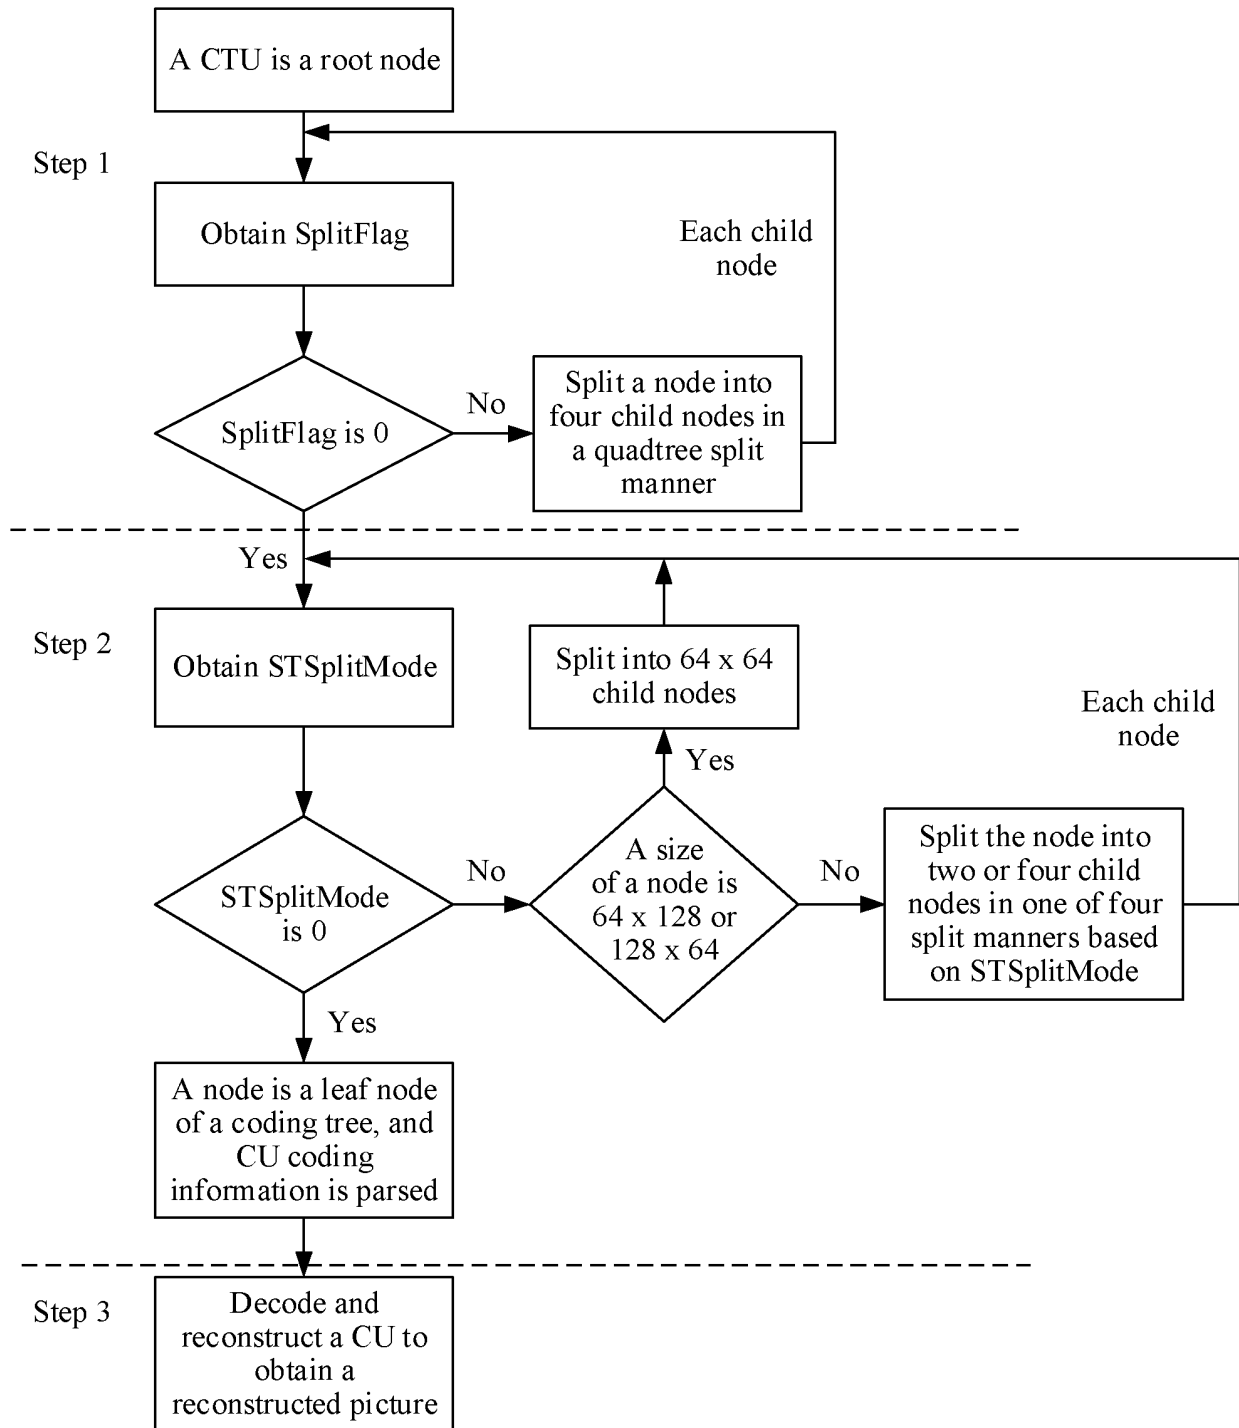 A CTU is a root node
Step 1
Obtain SplitFlag
Each child
node
SplitFlag is 0
No
Split a node into
four child nodes in
a quadtree split
manner
Yes
Step 2
Obtain STSplitMode
Split into 64 x 64
child nodes
Each child
node
Yes
STSplitMode
is 0
No
A size
of a node is
64 x 128 or
128 x 64
No
Split the node into
two or four child
nodes in one of four
split manners based
on STSplitMode
Yes
A node is a leaf node
of a coding tree, and
CU coding
information is parsed
Step 3
Decode and
reconstruct a CU to
obtain a
reconstructed picture